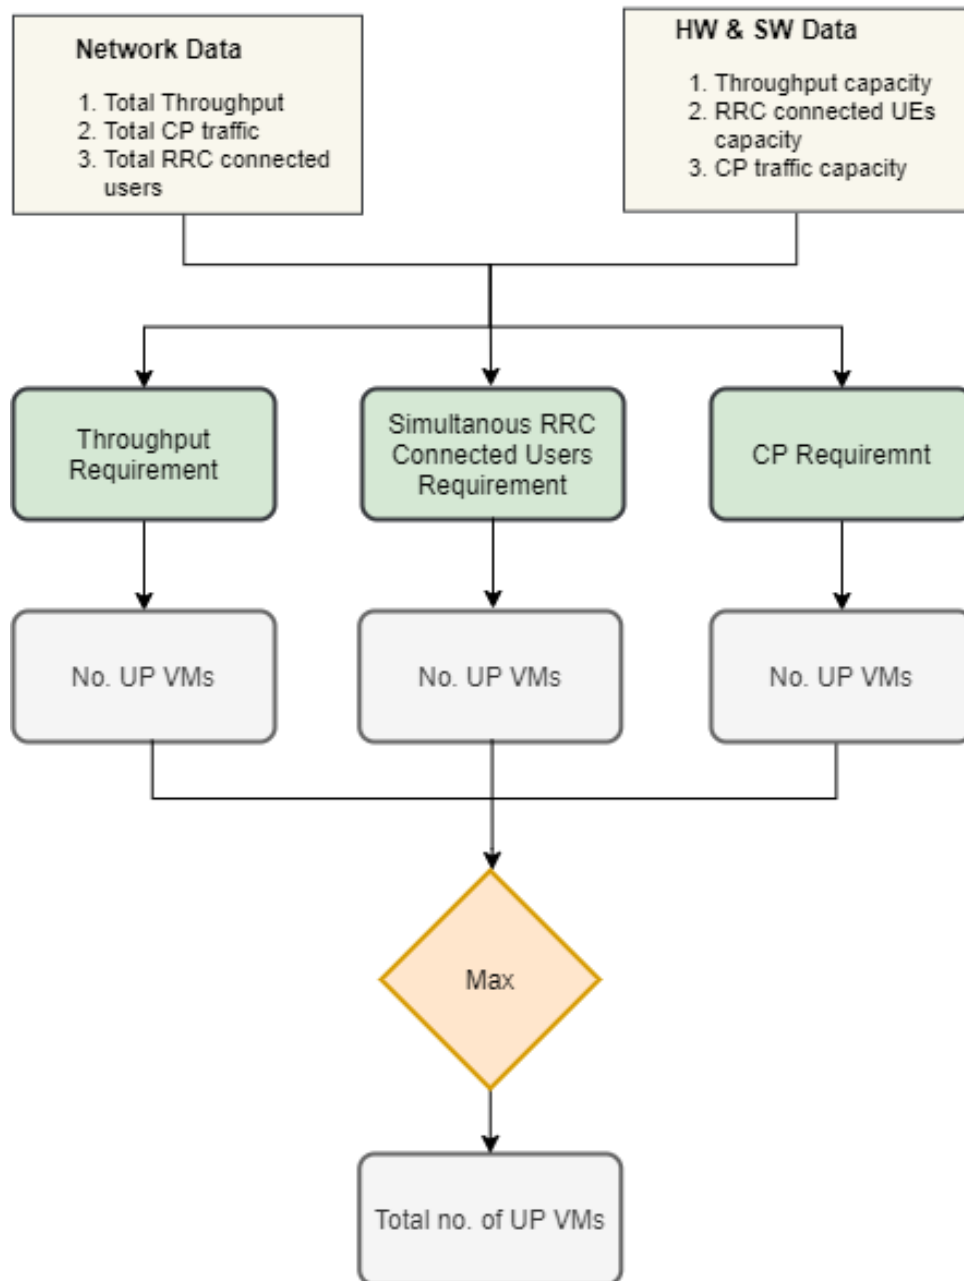 Network Data
1. Total Throughput
2. Total CP traffic
3. Total RRC connected
users
HW & SW Data
1. Throughput capacity
2. RRC connected UEs
capacity
3. CP traffic capacity
Throughput
Requirement
Simultanous RRC
Connected Users
Requirement
CP Requiremnt
No. UP VMs
No. UP VMs
No. UP VMs
Max
Total no. of UP VMs